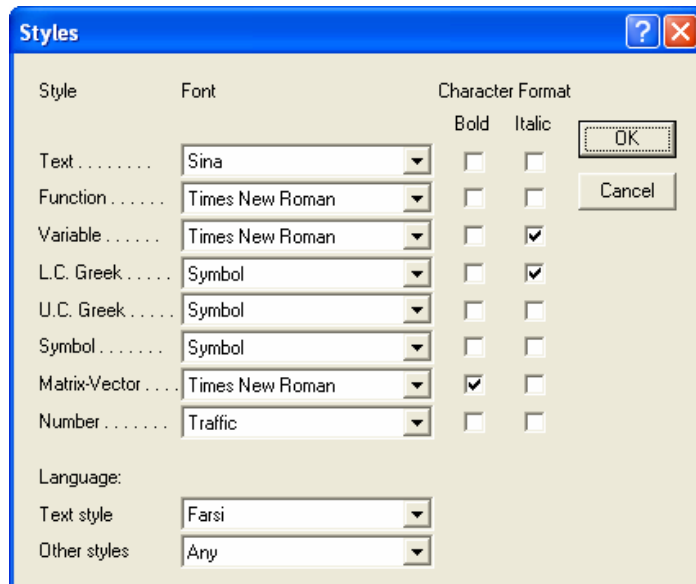 Styles
Style Font Character Format
Bold Italic
OK
Text . . . . . . . . Sina
Cancel
Function . . . . . . Times New Roman
Variable . . . . . . Times New Roman
L.C. Greek . . . . . Symbol
U.C. Greek . . . . . Symbol
Symbol . . . . . . . Symbol
Matrix-Vector . . . . Times New Roman
Number . . . . . . . Traffic
Language:
Text style Farsi
Other styles Any